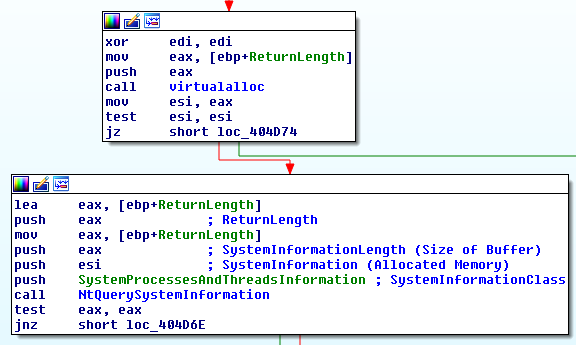 xor edi, edi
mov eax, [ebp+ReturnLength]
push eax
call virtualalloc
mov esi, eax
test esi, esi
jz short loc_404D74
lea eax, [ebp+ReturnLength]
push eax ; ReturnLength
mov eax, [ebp+ReturnLength]
push eax ; SystemInformationLength (Size of Buffer)
push esi ; SystemInformation (Allocated Memory)
push SystemProcessesAndThreadsInformation ; SystemInformationClass
call NtQuerySystemInformation
test eax, eax
jnz short loc_404D6E